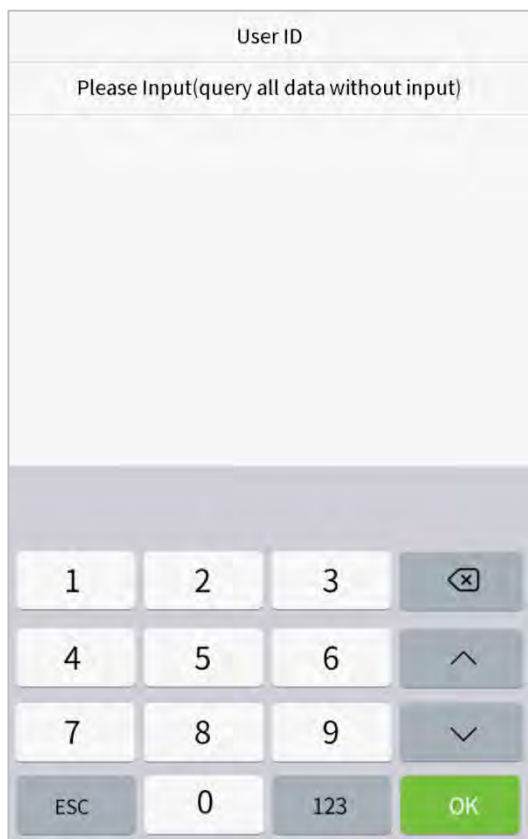 User ID
Please Input(query all data without input)
1 2 3
4 5 6
7 8 9
ESC 0 123 OK